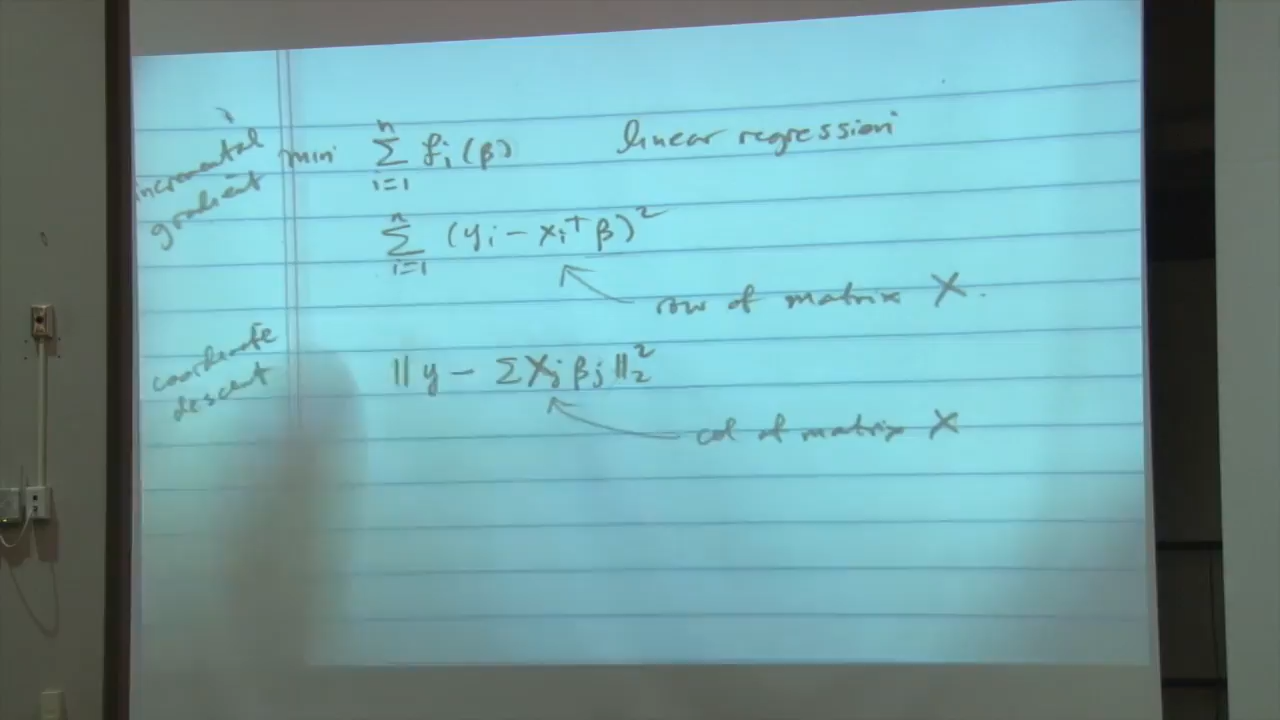 incremental gradient
min Σ_{i=1}^{n} f_i(β) linear regression
Σ_{i=1}^{n} (y_i - x_i^T β)^2
row of matrix X.
coordinate descent
|| y - Σ X_j β_j ||_2^2
col of matrix X